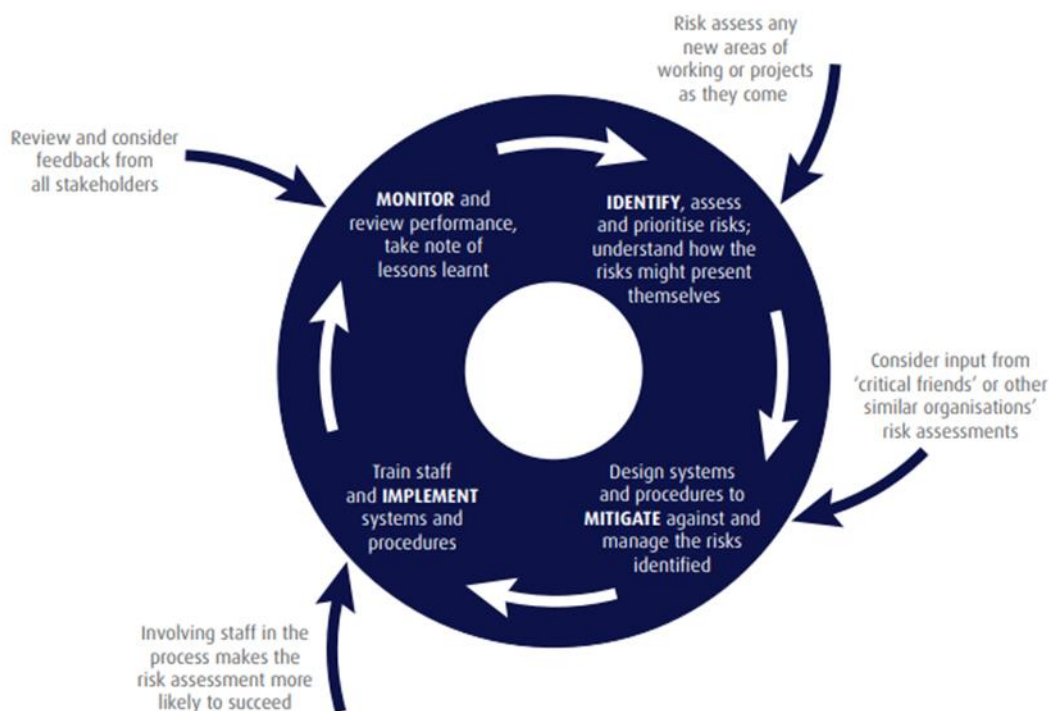 Risk assess any
new areas of
working or projects
as they come
Review and consider
feedback from
all stakeholders
MONITOR and
review performance,
take note of
lessons learnt
IDENTIFY, assess
and prioritise risks;
understand how the
risks might present
themselves
Consider input from
‘critical friends’ or other
similar organisations’
risk assessments
Train staff
and IMPLEMENT
systems and
procedures
Design systems
and procedures to
MITIGATE against and
manage the risks
identified
Involving staff in the
process makes the
risk assessment more
likely to succeed